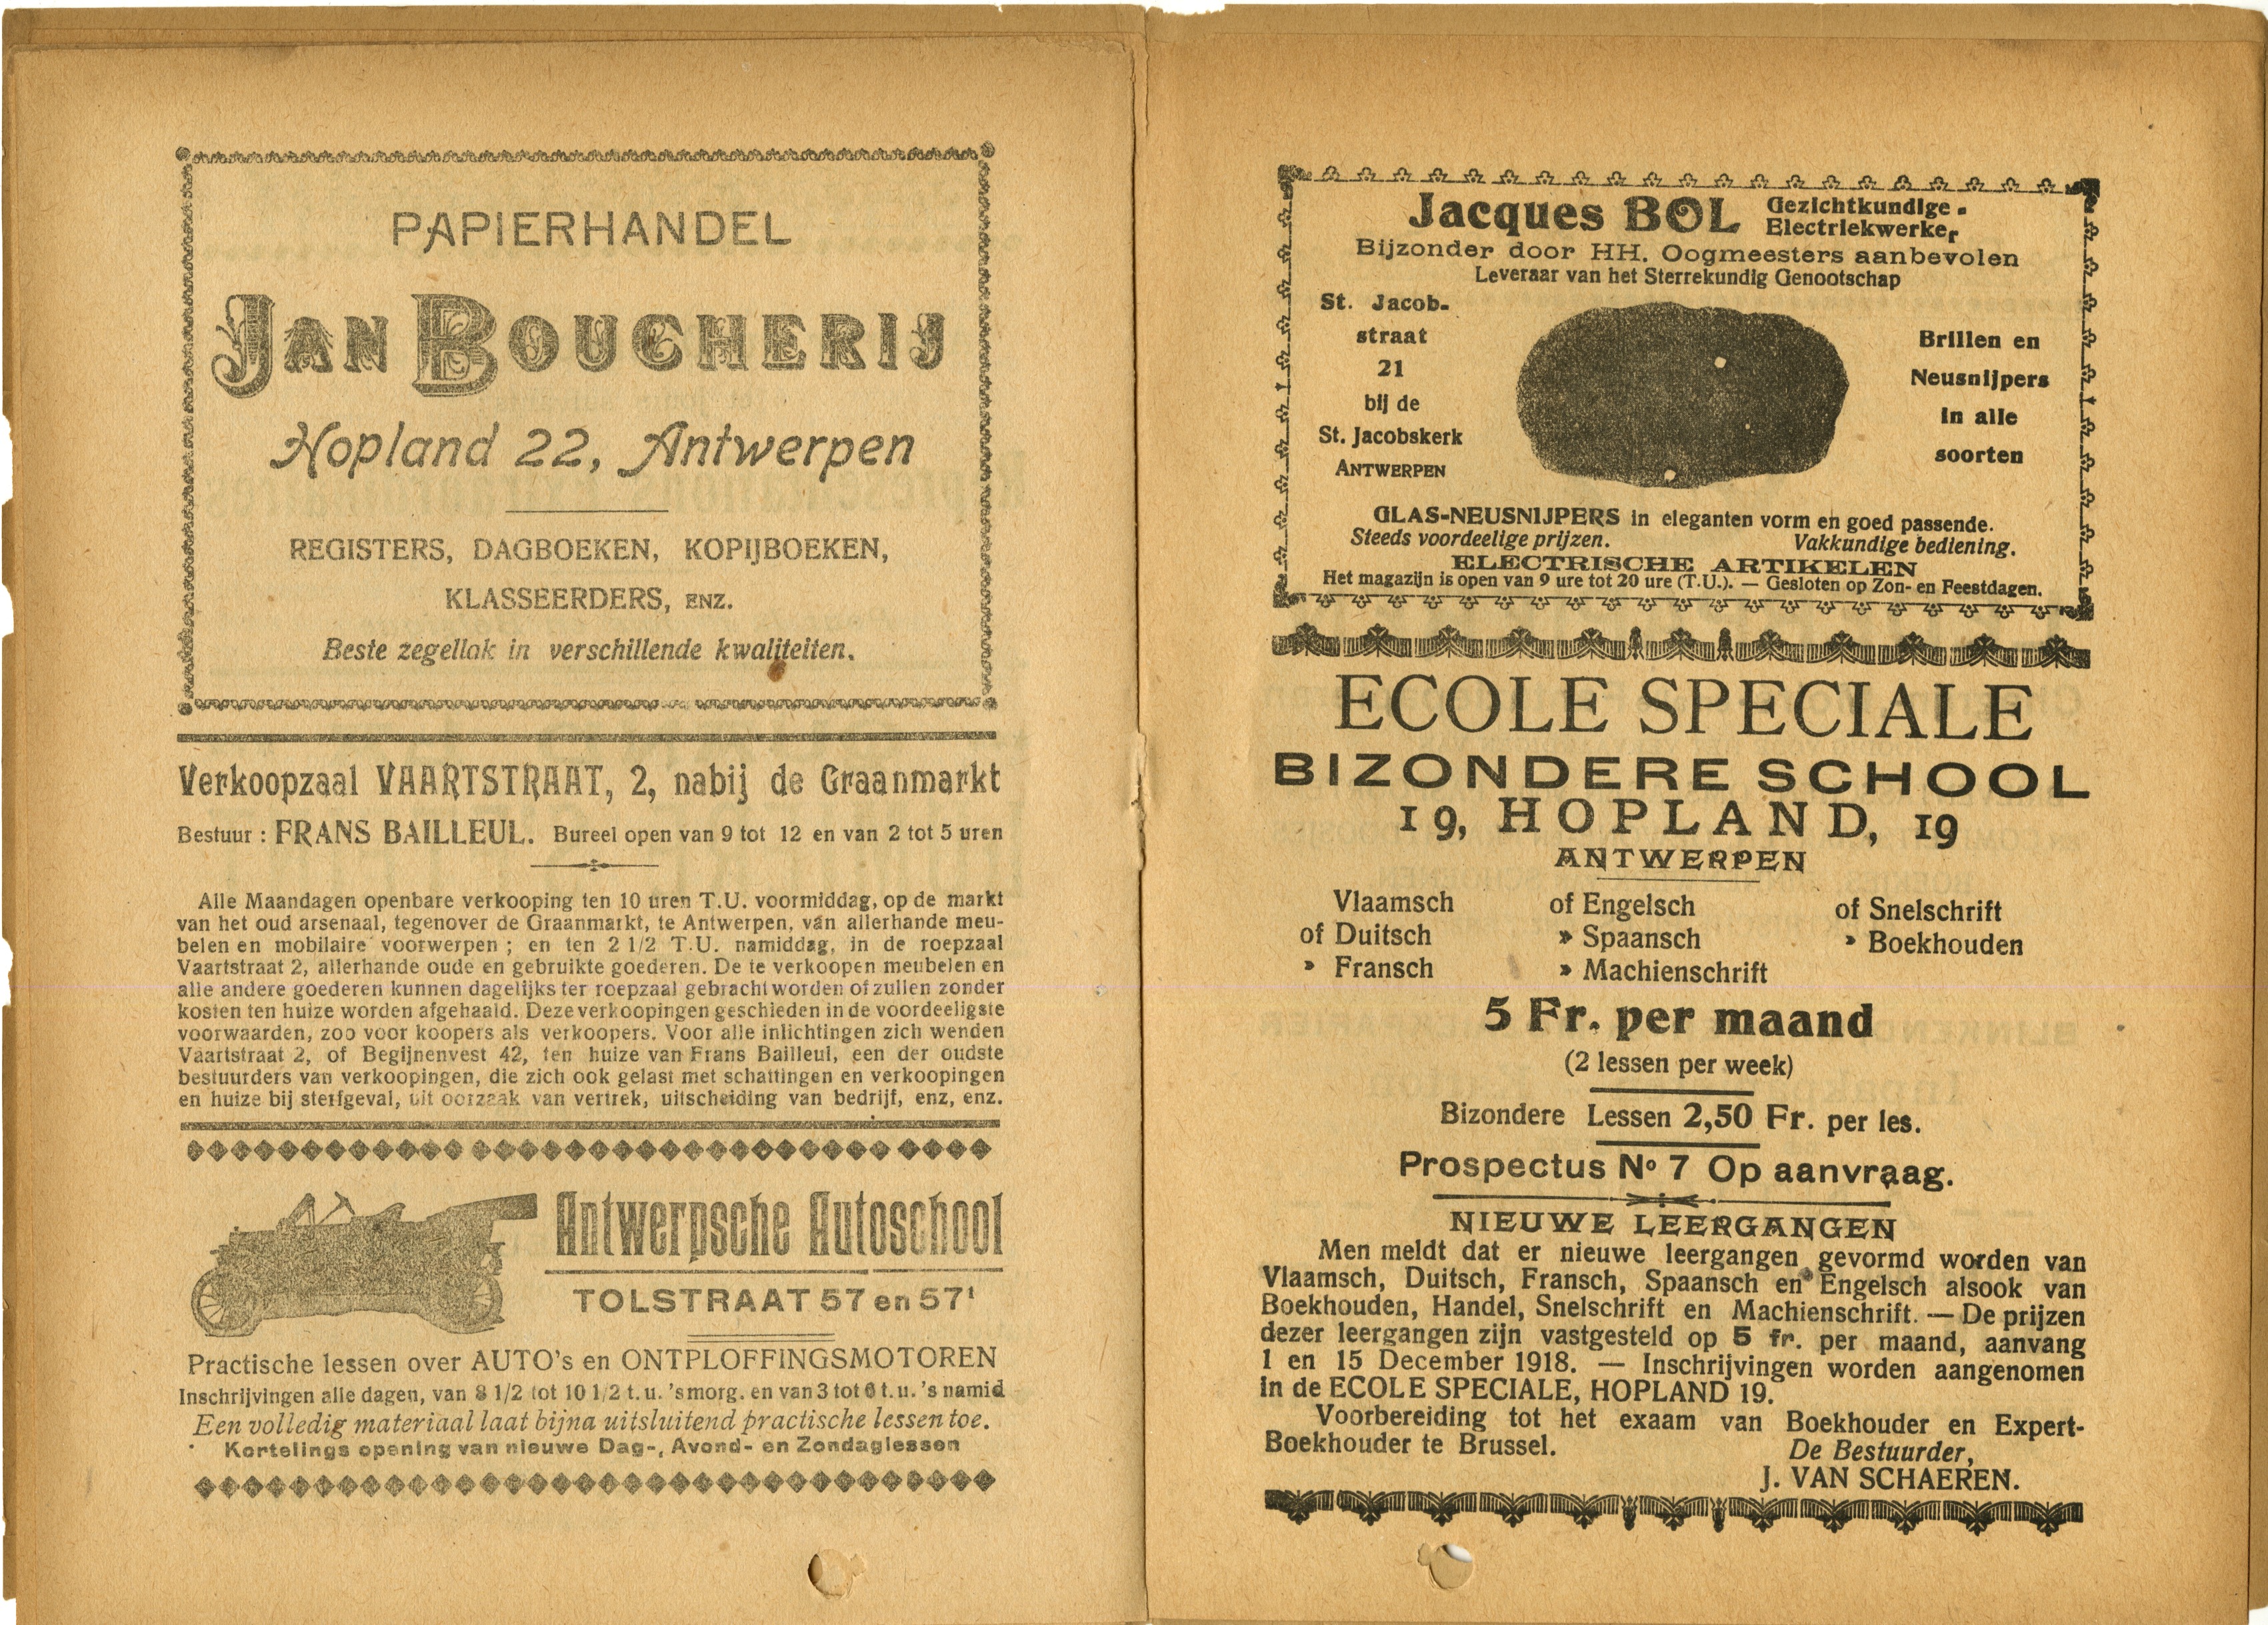 PAPIERHANDEL
JAN BOUCHERIJ
Hopland 22, Antwerpen
REGISTERS, DAGBOEKEN, KOPIJBOEKEN,
KLASSEERDERS, ENZ.
Beste zegellak in verschillende kwaliteiten.
Verkoopzaal VAARTSTRAAT, 2, nabij de Graanmarkt
Bestuur : FRANS BAILLEUL. Bureel open van 9 tot 12 en van 2 tot 5 uren
Alle Maandagen openbare verkooping ten 10 uren T.U. voormiddag, op de markt
van het oud arsenaal, tegenover de Graanmarkt, te Antwerpen, van allerhande meu-
belen en mobilaire voorwerpen ; en ten 2 1/2 T.U. namiddag, in de roepzaal
Vaartstraat 2, allerhande oude en gebruikte goederen. De te verkoopen meubelen en
alle andere goederen kunnen dagelijks ter roepzaal gebracht worden of zullen zonder
kosten ten huize worden afgehaald. Deze verkoopingen geschieden in de voordeeligste
voorwaarden, zoo voor koopers als verkoopers. Voor alle inlichtingen zich wenden
Vaartstraat 2, of Begijnenvest 42, ten huize van Frans Bailleul, een der oudste
bestuurders van verkoopingen, die zich ook gelast met schattingen en verkoopingen
en huize bij sterfgeval, uit oorzaak van vertrek, uitscheiding van bedrijf, enz, enz.
Antwerpsche Autoschool
TOLSTRAAT 57 en 57¹
Practische lessen over AUTO's en ONTPLOFFINGSMOTOREN
Inschrijvingen alle dagen, van 8 1/2 tot 10 1/2 t.u. 's morg. en van 3 tot 6 t.u. 's namid
Een volledig materiaal laat bijna uitsluitend practische lessen toe.
Kortelings opening van nieuwe Dag-, Avond- en Zondaglessen
Jacques BOL Gezichtkundige -
Electriekwerker
Bijzonder door HH. Oogmeesters aanbevolen
Leveraar van het Sterrekundig Genootschap
St. Jacob-
straat
21
bij de
St. Jacobskerk
ANTWERPEN
Brillen en
Neusnijpers
in alle
soorten
GLAS-NEUSNIJPERS in eleganten vorm en goed passende.
Steeds voordeelige prijzen. Vakkundige bediening.
ELECTRISCHE ARTIKELEN
Het magazijn is open van 9 ure tot 20 ure (T.U.). — Gesloten op Zon- en Feestdagen.
ECOLE SPECIALE
BIZONDERE SCHOOL
19, HOPLAND, 19
ANTWERPEN
Vlaamsch of Engelsch of Snelschrift
of Duitsch » Spaansch » Boekhouden
» Fransch » Machienschrift
5 Fr. per maand
(2 lessen per week)
Bizondere Lessen 2,50 Fr. per les.
Prospectus Nº 7 Op aanvraag.
NIEUWE LEERGANGEN
Men meldt dat er nieuwe leergangen gevormd worden van
Vlaamsch, Duitsch, Fransch, Spaansch en Engelsch alsook van
Boekhouden, Handel, Snelschrift en Machienschrift. — De prijzen
dezer leergangen zijn vastgesteld op 5 fr. per maand, aanvang
1 en 15 December 1918. — Inschrijvingen worden aangenomen
in de ECOLE SPECIALE, HOPLAND 19.
Voorbereiding tot het exaam van Boekhouder en Expert-
Boekhouder te Brussel. De Bestuurder,
J. VAN SCHAEREN.